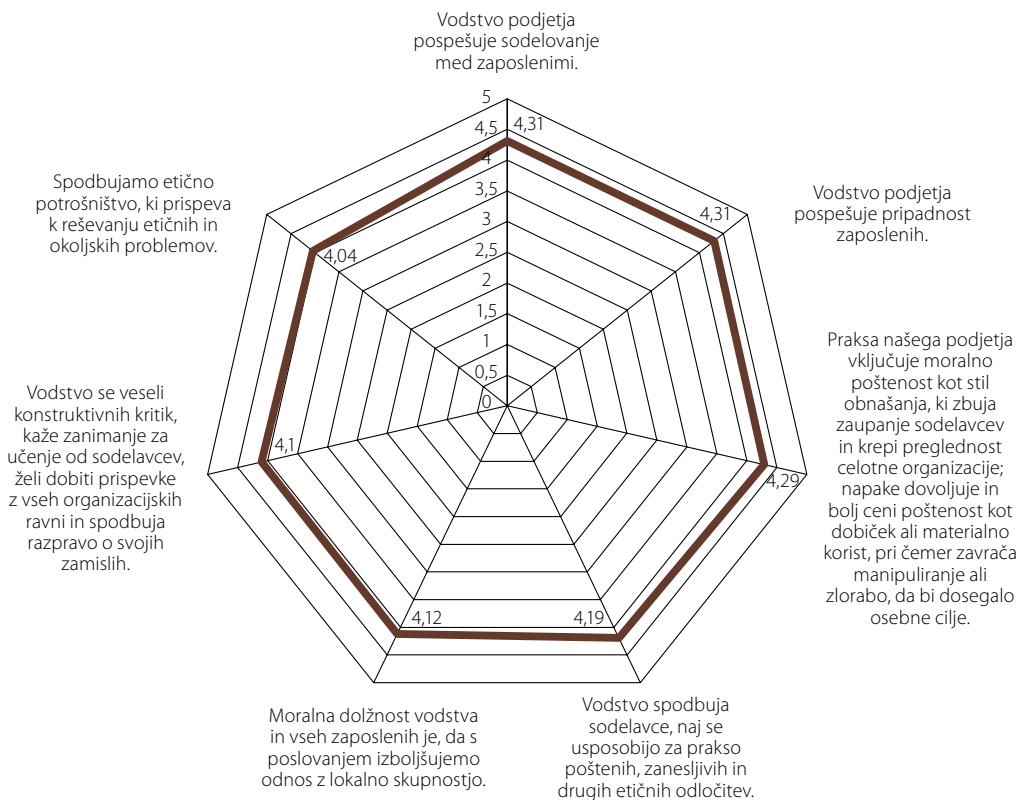 Vodstvo podjetja
pospešuje sodelovanje
med zaposlenimi.
5
4,5
4
3,5
3
2,5
2
1,5
1
0,5
0
4,31
Vodstvo podjetja
pospešuje pripadnost
zaposlenih.
4,31
Praksa našega podjetja
vključuje moralno
poštenost kot stil
obnašanja, ki zbuja
zaupanje sodelavcev
in krepi preglednost
celotne organizacije;
napake dovoljuje in
bolj ceni poštenost kot
dobiček ali materialno
korist, pri čemer zavrača
manipuliranje ali
zlorabo, da bi dosegalo
osebne cilje.
4,29
Vodstvo spodbuja
sodelavce, naj se
usposobijo za prakso
poštenih, zanesljivih in
drugih etičnih odločitev.
4,19
Moralna dolžnost vodstva
in vseh zaposlenih je, da s
poslovanjem izboljšujemo
odnos z lokalno skupnostjo.
4,12
Vodstvo se veseli
konstruktivnih kritik,
kaže zanimanje za
učenje od sodelavcev,
želi dobiti prispevke
z vseh organizacijskih
ravni in spodbuja
razpravo o svojih
zamislih.
4,1
Spodbujamo etično
potrošništvo, ki prispeva
k reševanju etičnih in
okoljskih problemov.
4,04